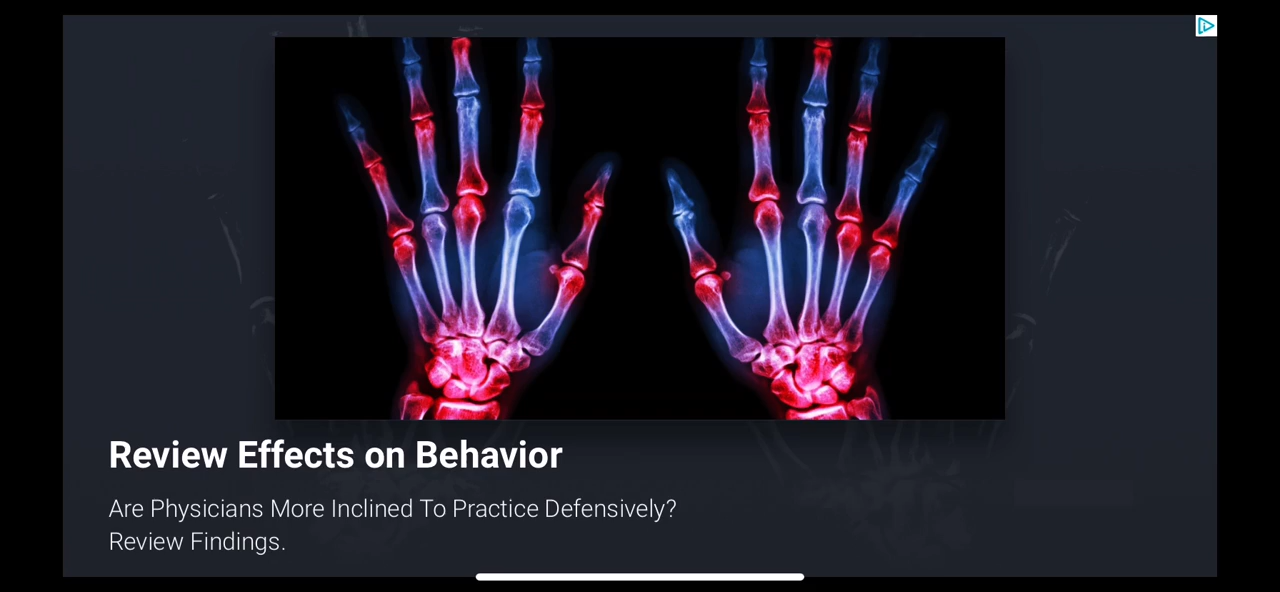 Review Effects on Behavior
Are Physicians More Inclined To Practice Defensively?
Review Findings.